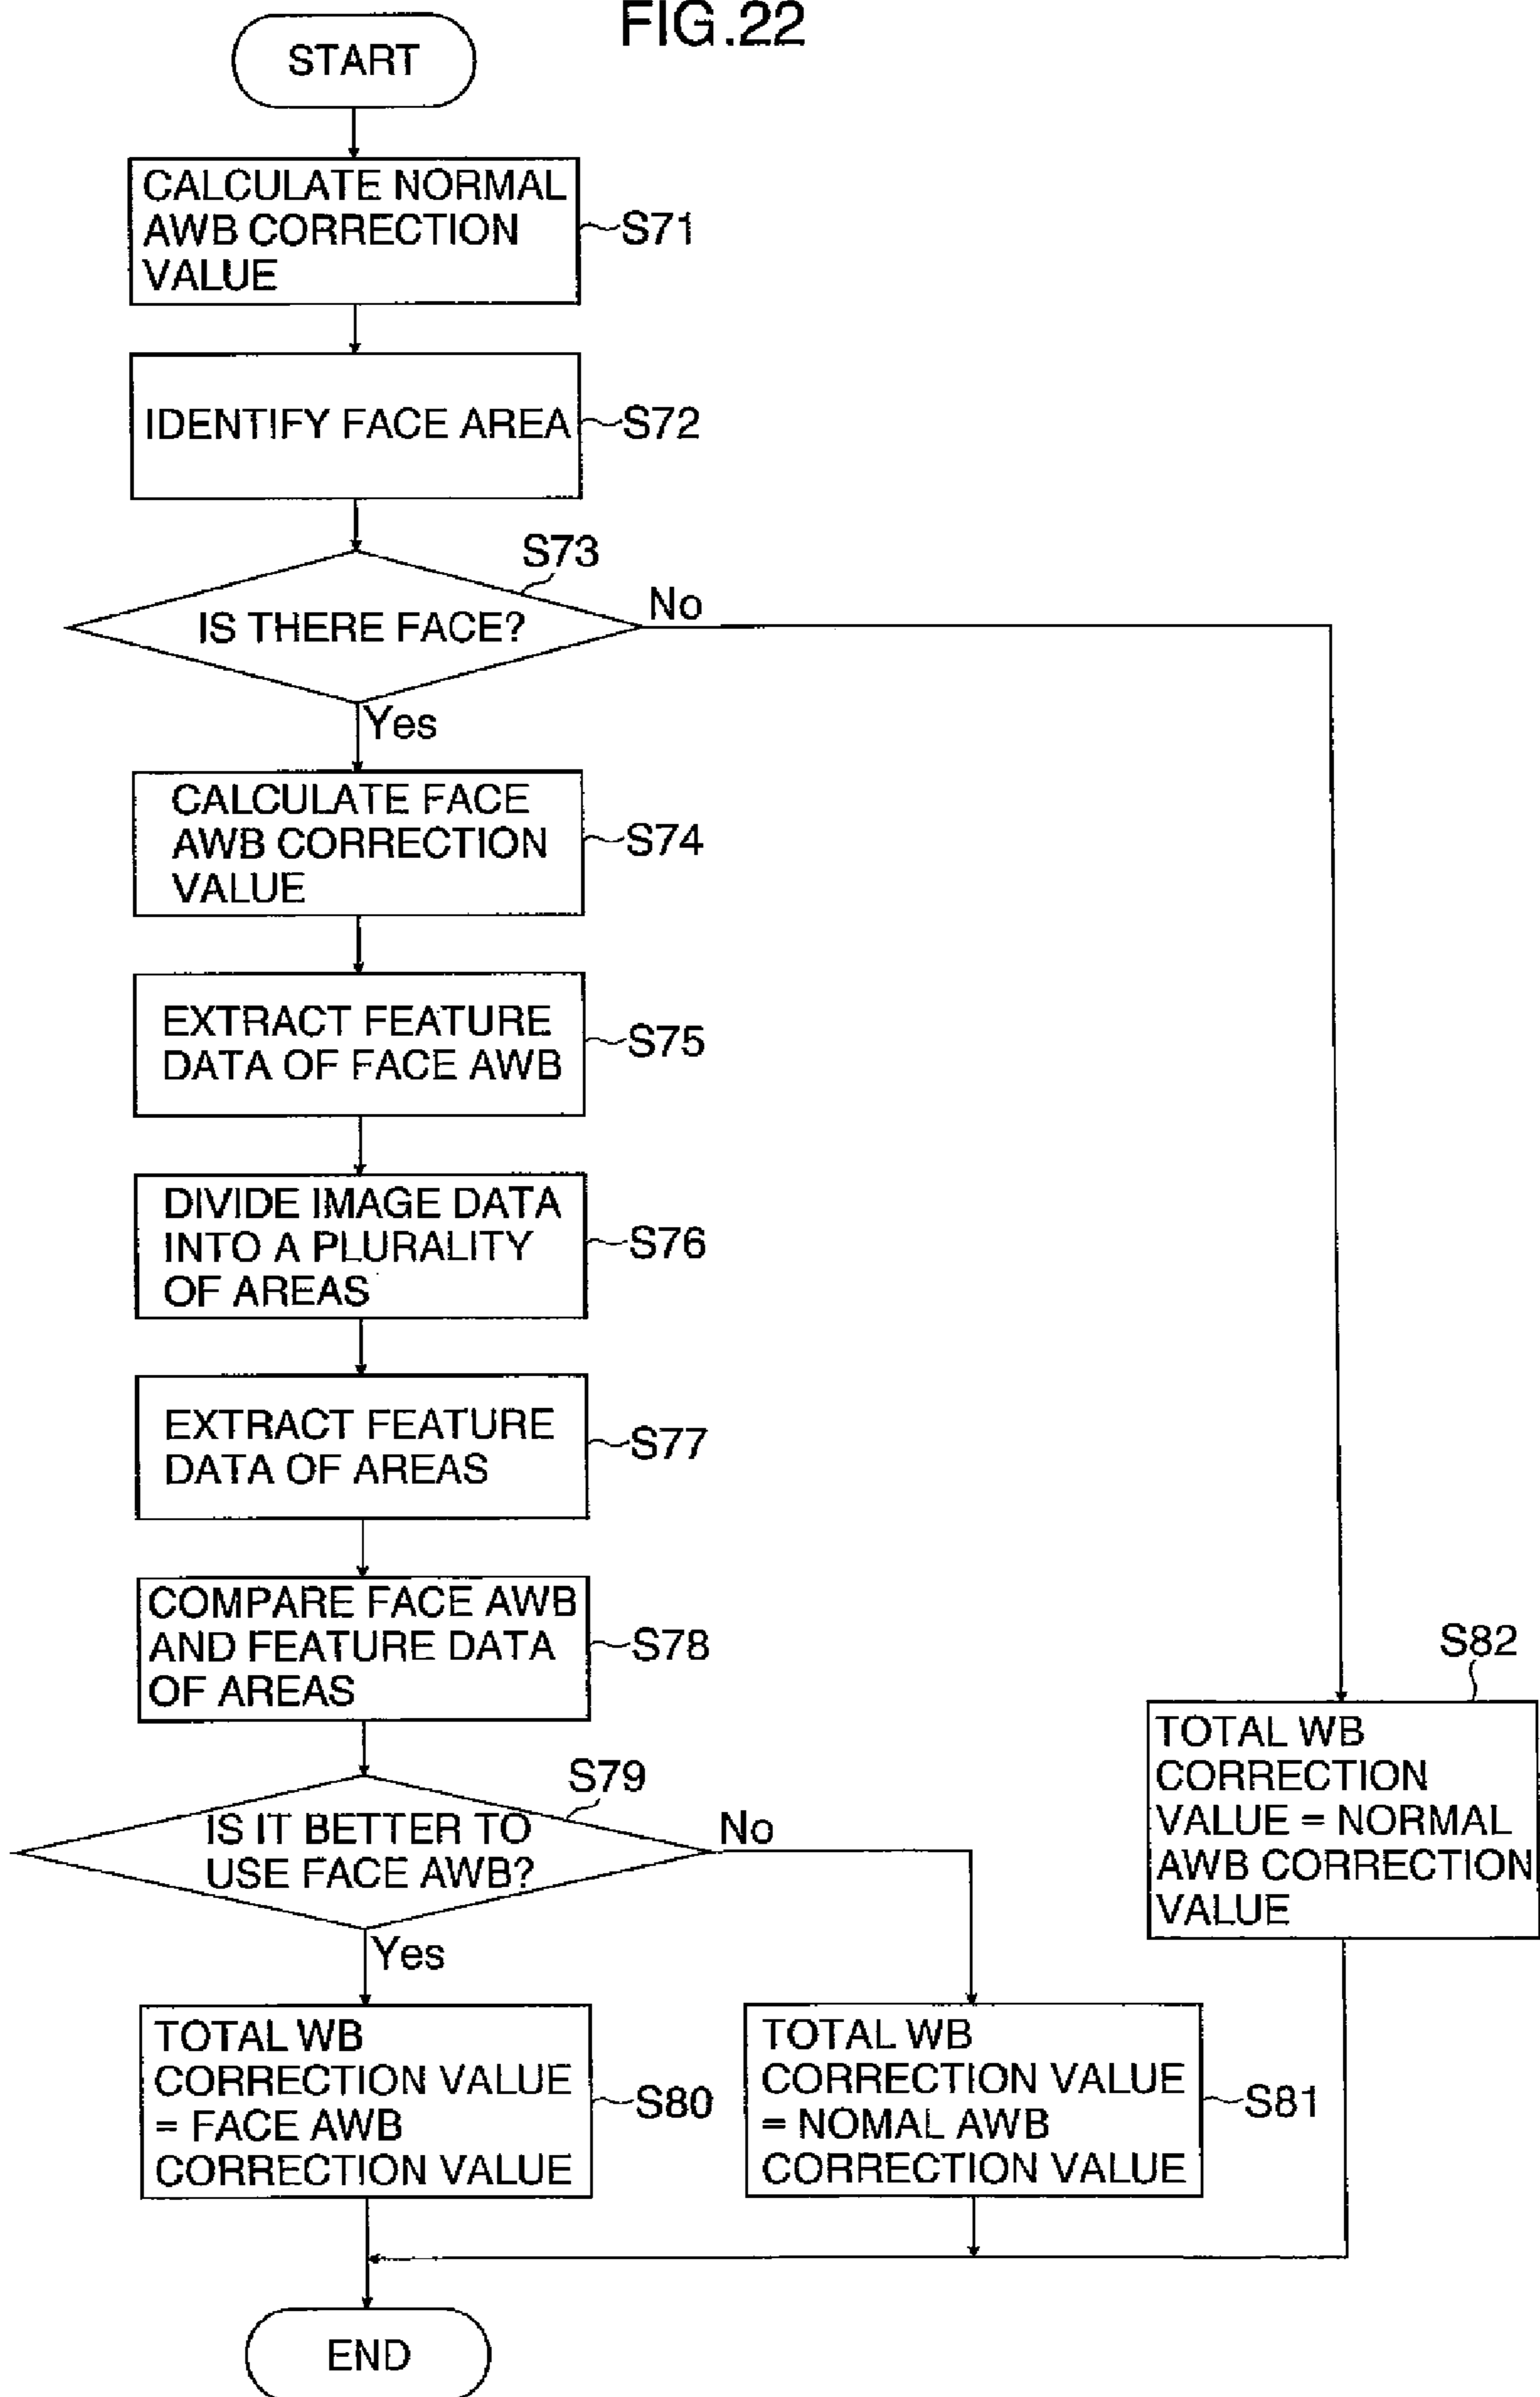 FIG.22
START
CALCULATE NORMAL
AWB CORRECTION
VALUE
S71
IDENTIFY FACE AREA
S72
S73
IS THERE FACE?
No
Yes
CALCULATE FACE
AWB CORRECTION
VALUE
S74
EXTRACT FEATURE
DATA OF FACE AWB
S75
DIVIDE IMAGE DATA
INTO A PLURALITY
OF AREAS
S76
EXTRACT FEATURE
DATA OF AREAS
S77
COMPARE FACE AWB
AND FEATURE DATA
OF AREAS
S78
S79
IS IT BETTER TO
USE FACE AWB?
No
Yes
S82
TOTAL WB
CORRECTION
VALUE = NORMAL
AWB CORRECTION
VALUE
TOTAL WB
CORRECTION VALUE
= FACE AWB
CORRECTION VALUE
S80
TOTAL WB
CORRECTION VALUE
= NOMAL AWB
CORRECTION VALUE
S81
END